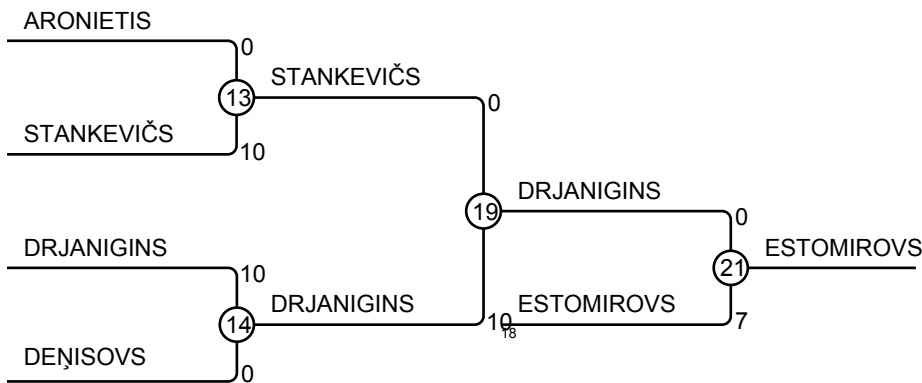 ARONIETIS
0
13
STANKEVIČS
0
STANKEVIČS
10
19
DRJANIGINS
0
DRJANIGINS
10
21
ESTOMIROVS
14
DRJANIGINS
10
18
ESTOMIROVS
7
DEŅISOVS
0